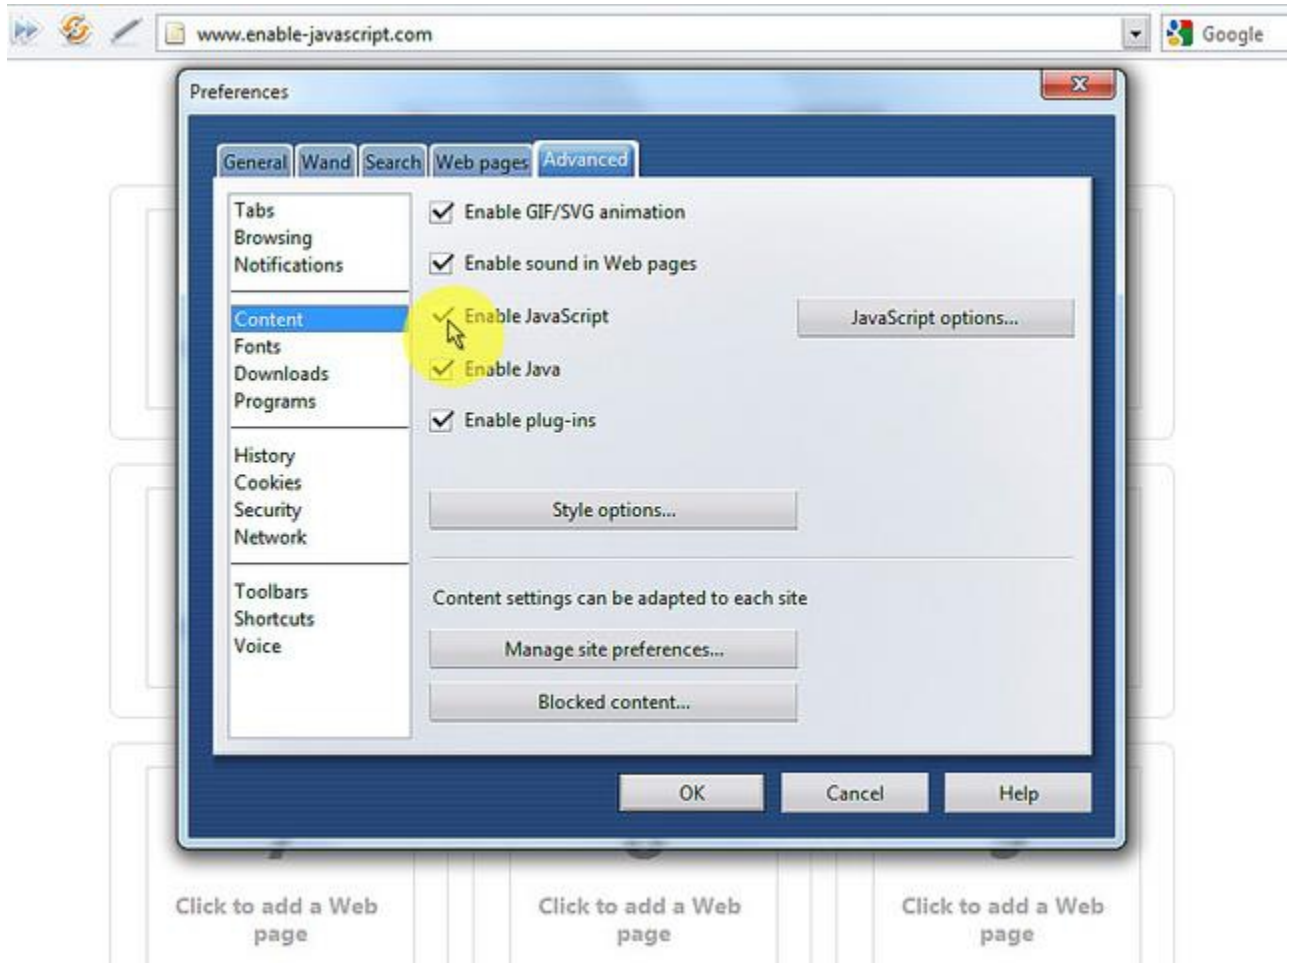 www.enable-javascript.com
Google
Preferences
General Wand Search Web pages Advanced
Tabs
Browsing
Notifications
Content
Fonts
Downloads
Programs
History
Cookies
Security
Network
Toolbars
Shortcuts
Voice
Enable GIF/SVG animation
Enable sound in Web pages
Enable JavaScript
JavaScript options...
Enable Java
Enable plug-ins
Style options...
Content settings can be adapted to each site
Manage site preferences...
Blocked content...
OK Cancel Help
Click to add a Web
page
Click to add a Web
page
Click to add a Web
page